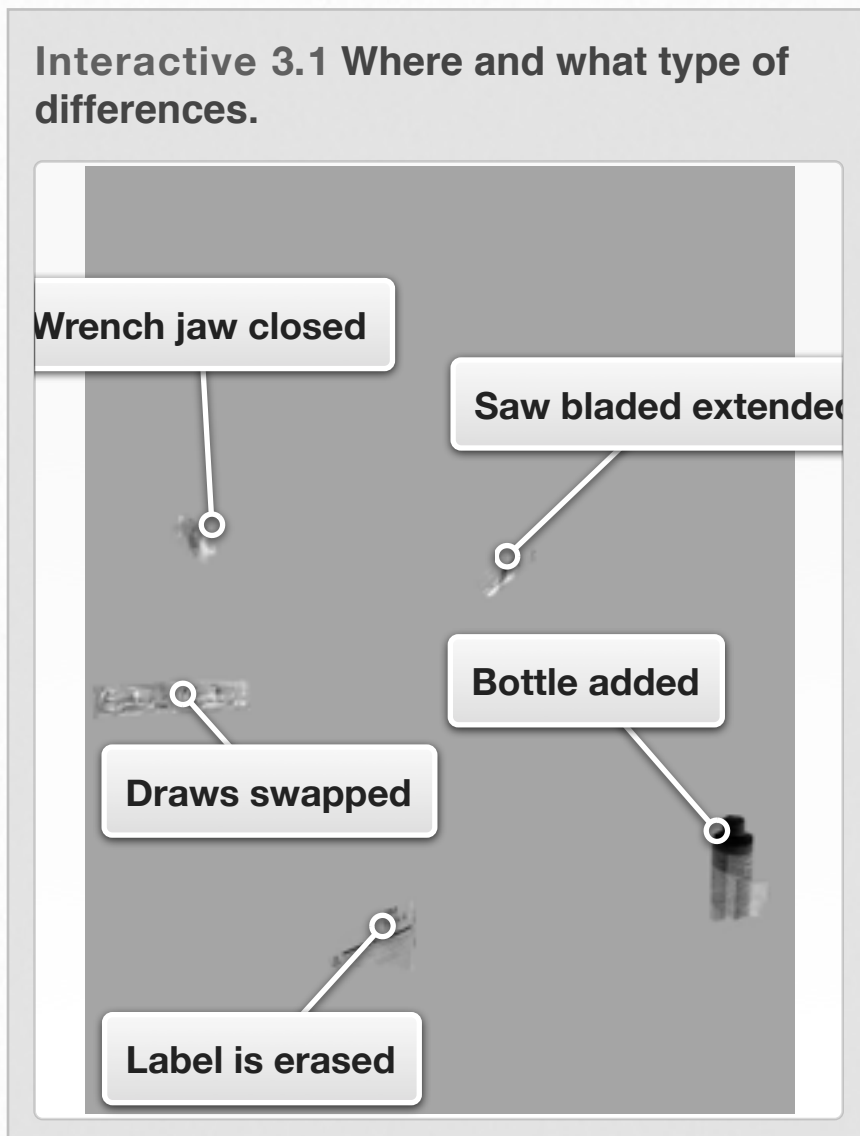 Interactive 3.1 Where and what type of
differences.
Wrench jaw closed
Saw bladed extended
Bottle added
Draws swapped
Label is erased